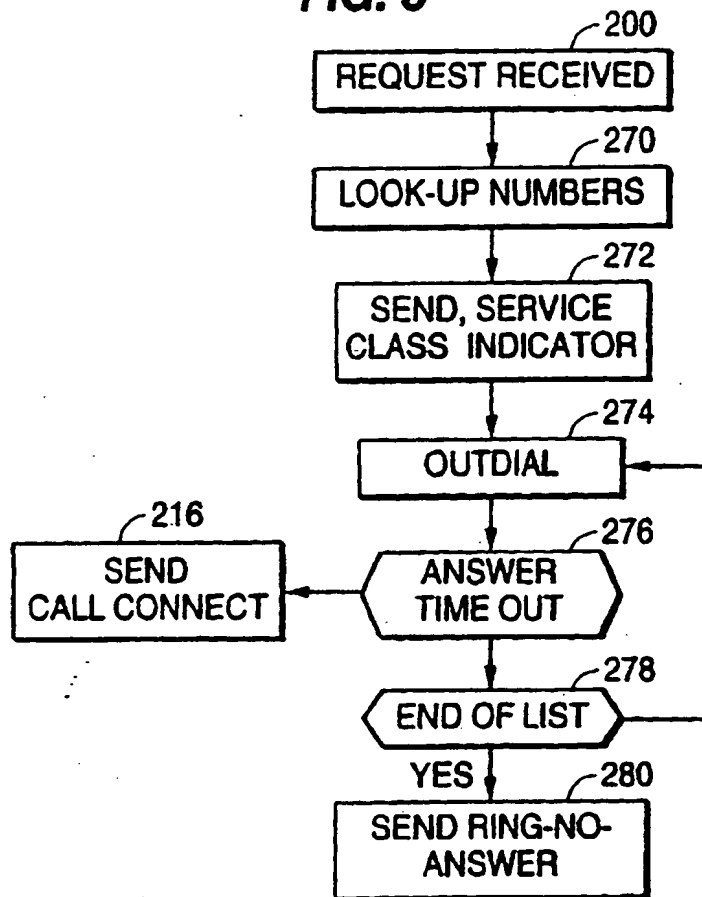 200
REQUEST RECEIVED
270
LOOK-UP NUMBERS
272
SEND, SERVICE
CLASS INDICATOR
274
OUTDIAL
216
SEND
CALL CONNECT
276
ANSWER
TIME OUT
278
END OF LIST
YES
280
SEND RING-NO-
ANSWER